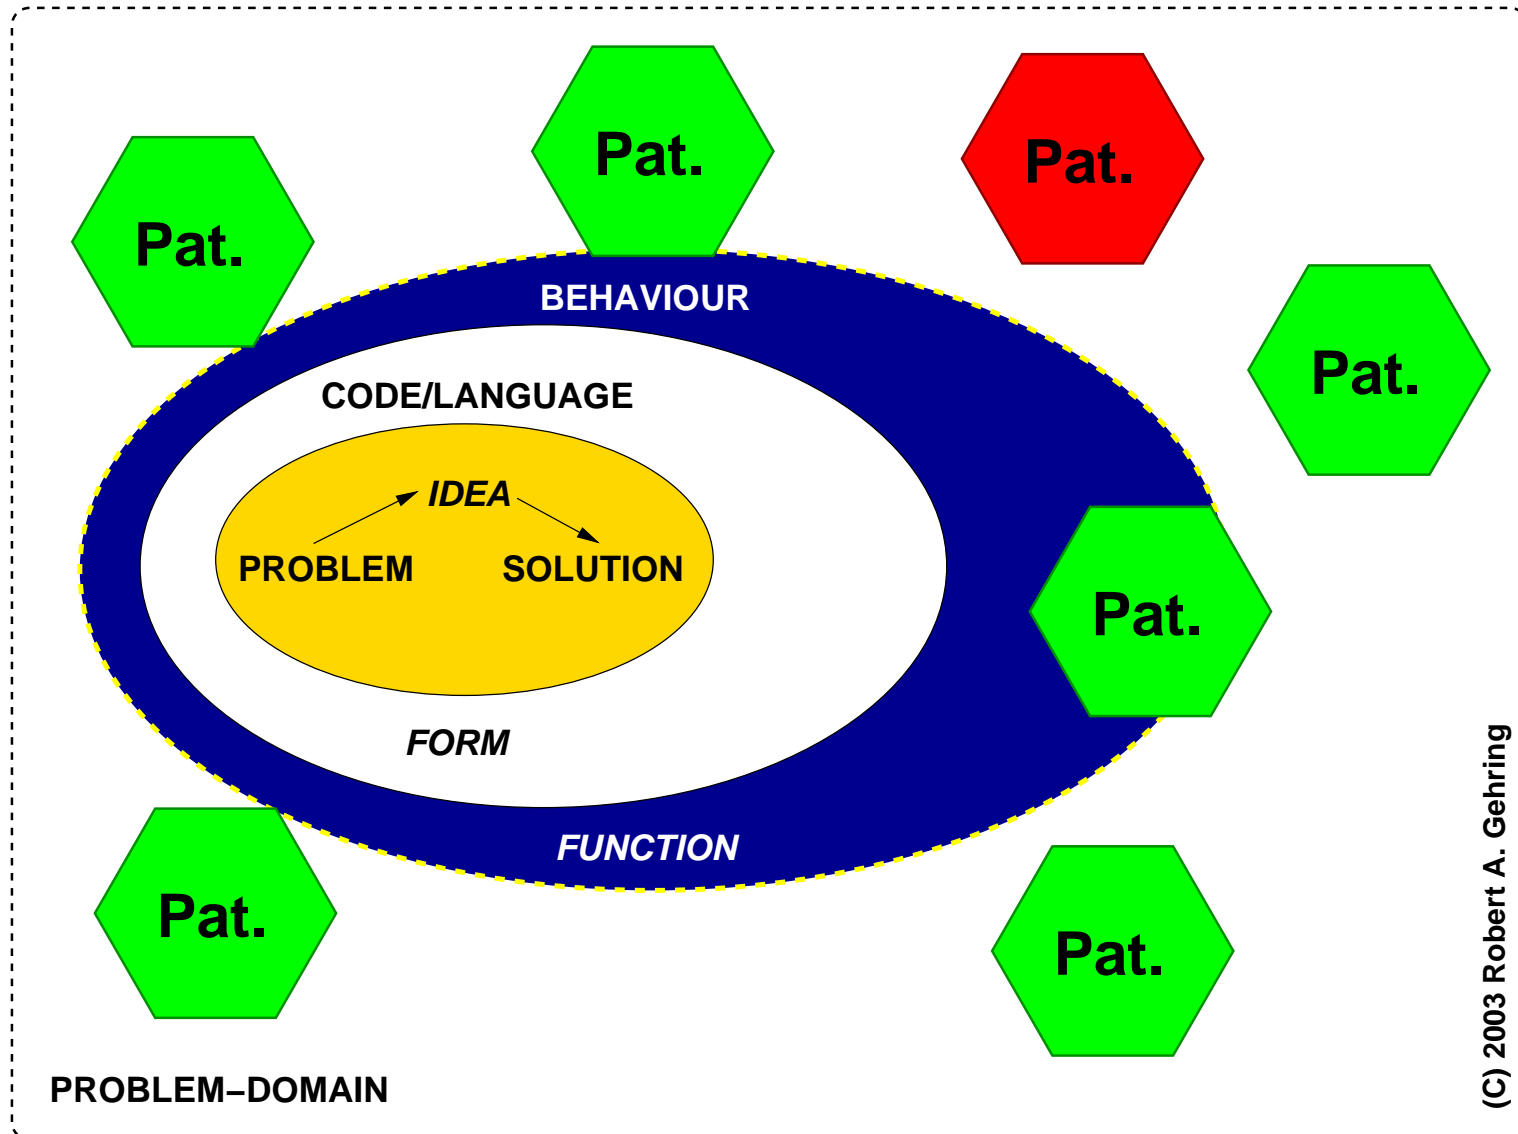 Pat.
Pat.
Pat.
BEHAVIOUR
Pat.
CODE/LANGUAGE
IDEA
PROBLEM SOLUTION
Pat.
FORM
FUNCTION
Pat.
Pat.
PROBLEM–DOMAIN
(C) 2003 Robert A. Gehring